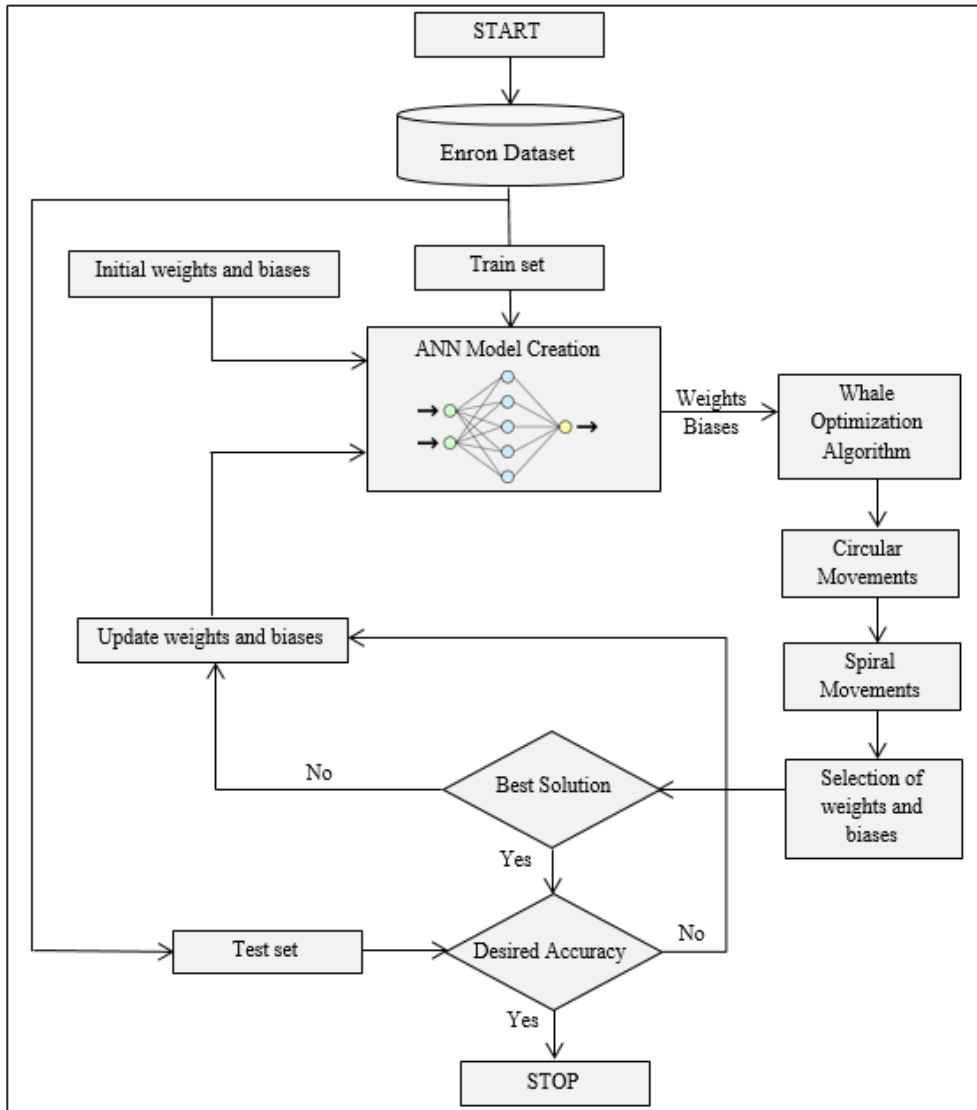 START
Enron Dataset
Train set
Initial weights and biases
ANN Model Creation
Weights
Biases
Whale
Optimization
Algorithm
Circular
Movements
Spiral
Movements
Selection of
weights and
biases
Update weights and biases
No
Best Solution
Yes
Test set
Desired Accuracy
No
Yes
STOP